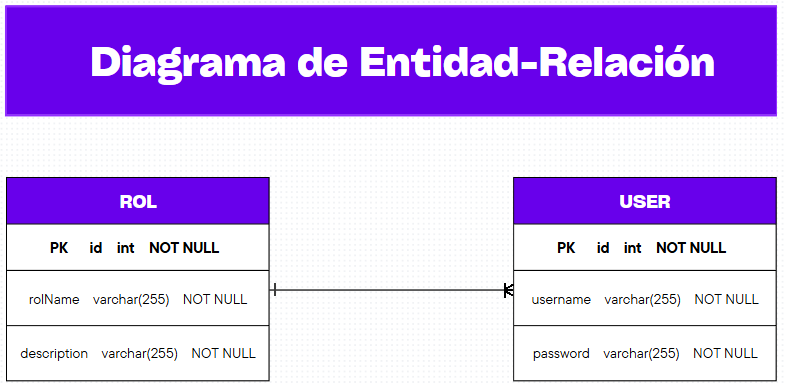 Diagrama de Entidad-Relación
ROL
PK id int NOT NULL
rolName varchar(255) NOT NULL
description varchar(255) NOT NULL
USER
PK id int NOT NULL
username varchar(255) NOT NULL
password varchar(255) NOT NULL